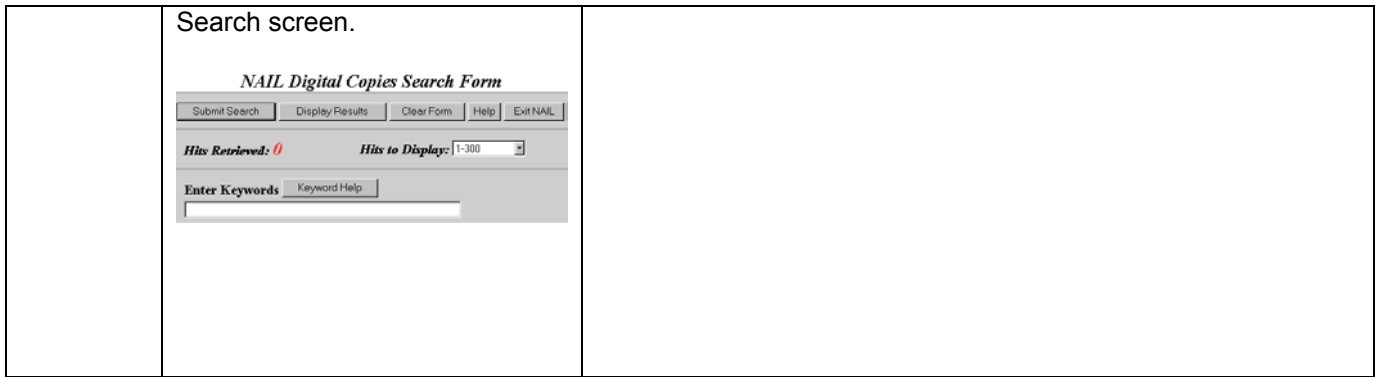 Search screen.
NAIL Digital Copies Search Form
Submit Search Display Results Clear Form Help Exit NAIL
Hits Retrieved: 0 Hits to Display: 1-300
Enter Keywords Keyword Help